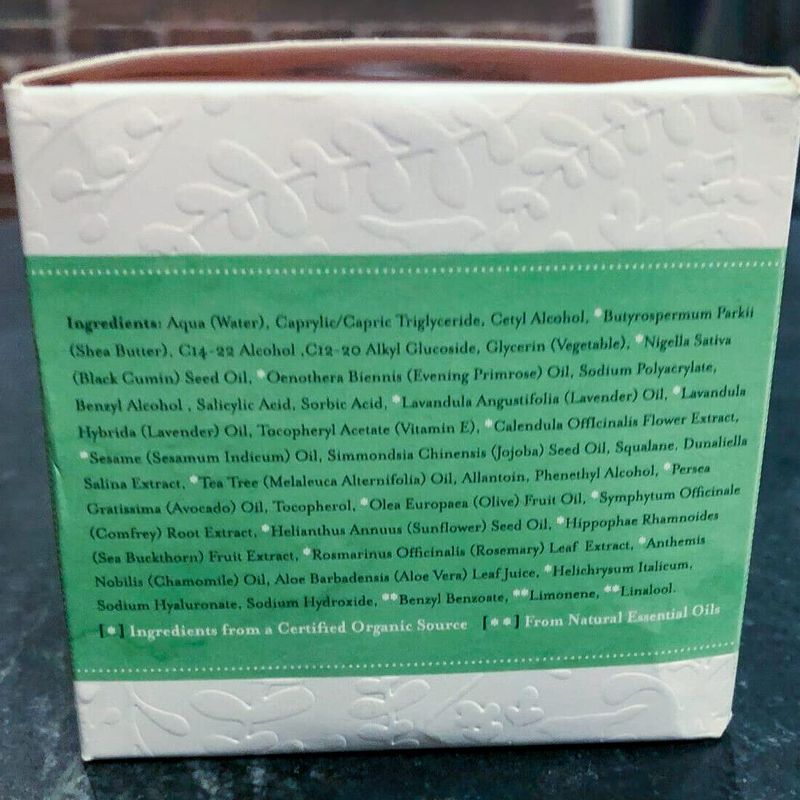 Ingredients: Aqua (Water), Caprylic/Capric Triglyceride, Cetyl Alcohol, *Butyrospermum Parkii
(Shea Butter), C14-22 Alcohol ,C12-20 Alkyl Glucoside, Glycerin (Vegetable), *Nigella Sativa
(Black Cumin) Seed Oil, *Oenothera Biennis (Evening Primrose) Oil, Sodium Polyacrylate,
Benzyl Alcohol , Salicylic Acid, Sorbic Acid, *Lavandula Angustifolia (Lavender) Oil, *Lavandula
Hybrida (Lavender) Oil, Tocopheryl Acetate (Vitamin E), *Calendula Officinalis Flower Extract,
*Sesame (Sesamum Indicum) Oil, Simmondsia Chinensis (Jojoba) Seed Oil, Squalane, Dunaliella
Salina Extract, *Tea Tree (Melaleuca Alternifolia) Oil, Allantoin, Phenethyl Alcohol, *Persea
Gratissima (Avocado) Oil, Tocopherol, *Olea Europaea (Olive) Fruit Oil, *Symphytum Officinale
(Comfrey) Root Extract, *Helianthus Annuus (Sunflower) Seed Oil, *Hippophae Rhamnoides
(Sea Buckthorn) Fruit Extract, *Rosmarinus Officinalis (Rosemary) Leaf Extract, *Anthemis
Nobilis (Chamomile) Oil, Aloe Barbadensis (Aloe Vera) Leaf Juice, *Helichrysum Italicum,
Sodium Hyaluronate, Sodium Hydroxide, **Benzyl Benzoate, **Limonene, **Linalool.
[*] Ingredients from a Certified Organic Source [**] From Natural Essential Oils